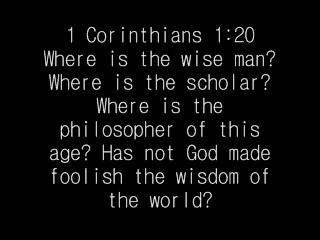 1 Corinthians 1:20
Where is the wise man?
Where is the scholar?
Where is the
philosopher of this
age? Has not God made
foolish the wisdom of
the world?